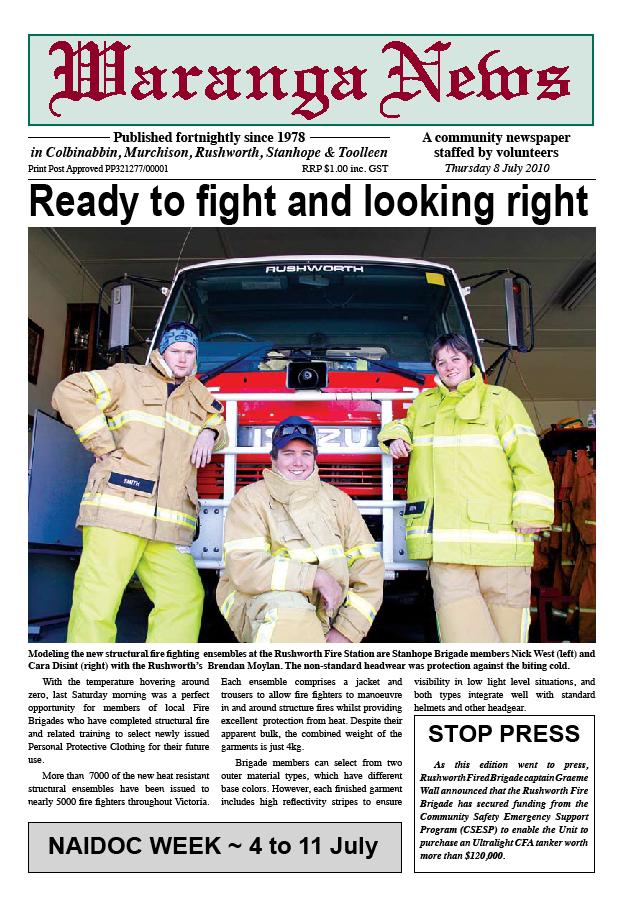 Waranga News
Published fortnightly since 1978
in Colbinabbin, Murchison, Rushworth, Stanhope & Toolleen
Print Post Approved PP321277/00001
RRP $1.00 inc. GST
A community newspaper
staffed by volunteers
Thursday 8 July 2010
Ready to fight and looking right
RUSHWORTH
ISUZU
SMITH
Modeling the new structural fire fighting ensembles at the Rushworth Fire Station are Stanhope Brigade members Nick West (left) and
Cara Disint (right) with the Rushworth's Brendan Moylan. The non-standard headwear was protection against the biting cold.
With the temperature hovering around
zero, last Saturday morning was a perfect
opportunity for members of local Fire
Brigades who have completed structural fire
and related training to select newly issued
Personal Protective Clothing for their future
use.
More than 7000 of the new heat resistant
structural ensembles have been issued to
nearly 5000 fire fighters throughout Victoria.
Each ensemble comprises a jacket and
trousers to allow fire fighters to manoeuvre
in and around structure fires whilst providing
excellent protection from heat. Despite their
apparent bulk, the combined weight of the
garments is just 4kg.
Brigade members can select from two
outer material types, which have different
base colors. However, each finished garment
includes high reflectivity stripes to ensure
visibility in low light level situations, and
both types integrate well with standard
helmets and other headgear.
STOP PRESS
As this edition went to press,
Rushworth Fired Brigade captain Graeme
Wall announced that the Rushworth Fire
Brigade has secured funding from the
Community Safety Emergency Support
Program (CSESP) to enable the Unit to
purchase an Ultralight CFA tanker worth
more than $120,000.
NAIDOC WEEK ~ 4 to 11 July